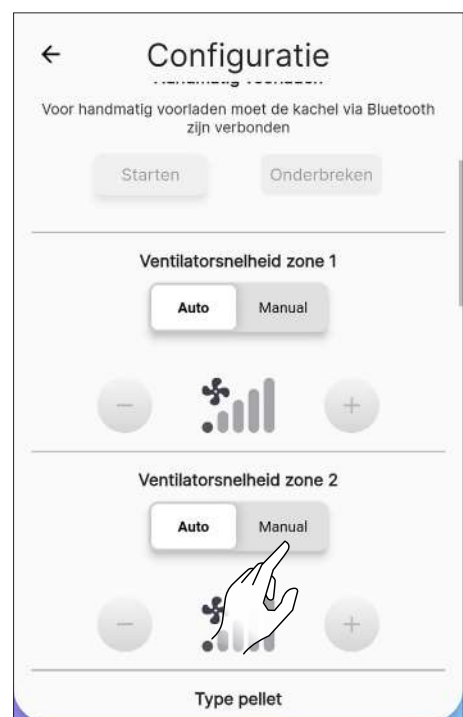 Configuratie
Voor handmatig voorladen moet de kachel via Bluetooth
zijn verbonden
Starten
Onderbreken
Ventilatorsnelheid zone 1
Auto
Manual
Ventilatorsnelheid zone 2
Auto
Manual
Type pellet